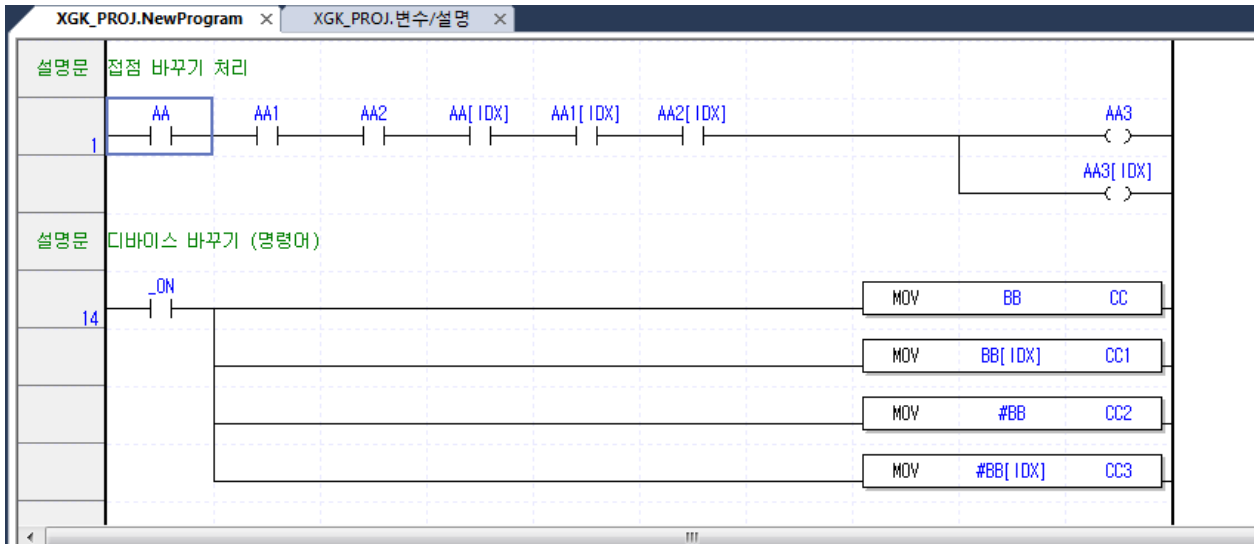 XGK_PROJ.NewProgram × XGK_PROJ.변수/설명 ×
설명문 접점 바꾸기 처리
AA AA1 AA2 AA[IDX] AA1[IDX] AA2[IDX] AA3
1
AA3[IDX]
설명문 디바이스 바꾸기 (명령어)
_ON
14 MOV BB CC
MOV BB[IDX] CC1
MOV #BB CC2
MOV #BB[IDX] CC3